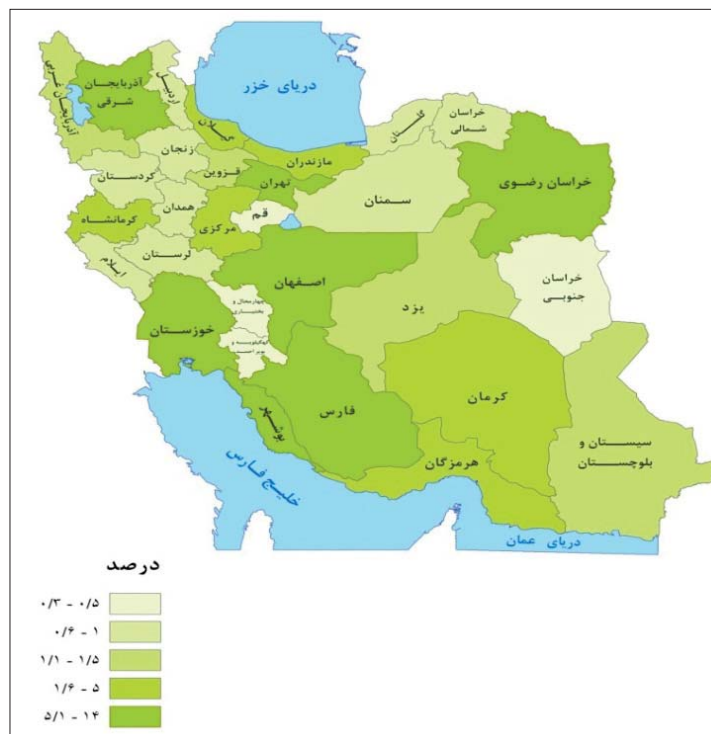 دریای خزر
آذربایجان
شرقی
آذربایجان غربی
اردبیل
گیلان
زنجان
کردستان
قزوین
مازندران
گلستان
خراسان
شمالی
خراسان رضوی
تهران
سمنان
همدان
کرمانشاه
مرکزی
قم
لرستان
ایلام
اصفهان
یزد
خراسان
جنوبی
چهارمحال و
بختیاری
خوزستان
کهگیلویه و
بویر احمد
فارس
کرمان
بوشهر
هرمزگان
سیستان و
بلوچستان
خلیج فارس
دریای عمان
درصد
۰/۳ - ۰/۵
۰/۶ - ۱
۱/۱ - ۱/۵
۱/۶ - ۵
۵/۱ - ۱۴